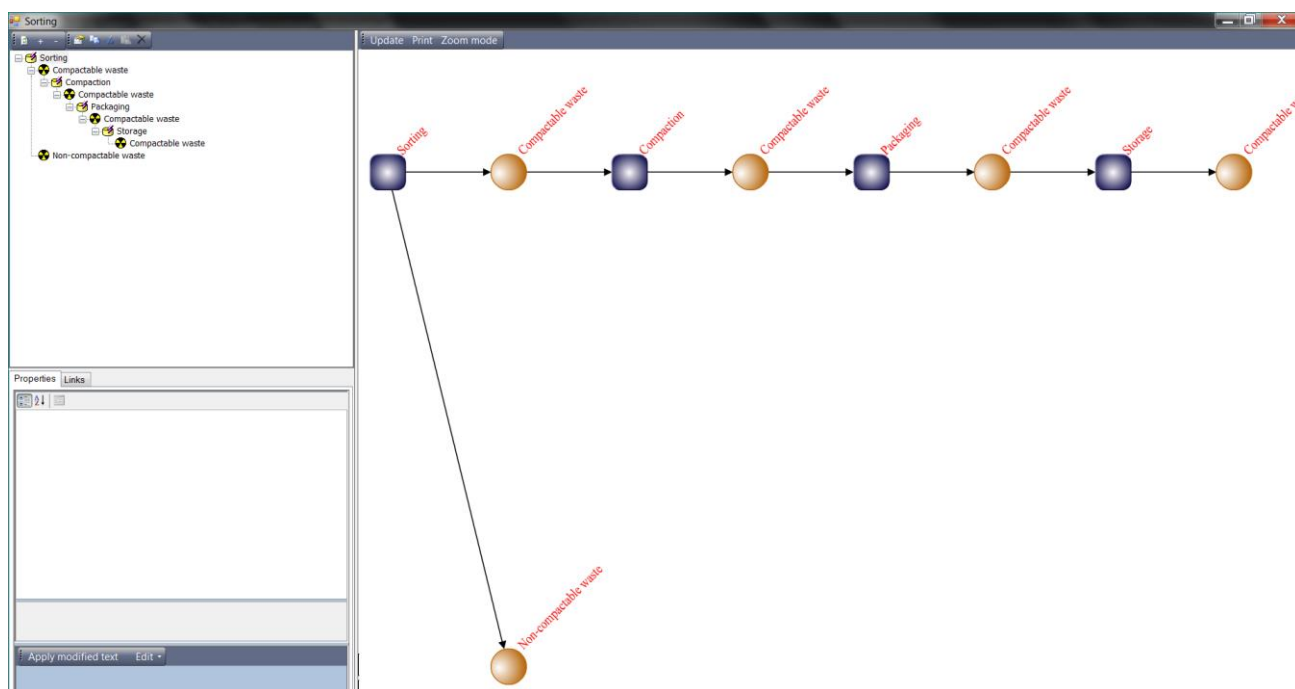 Sorting
Update Print Zoom mode
Sorting
Compactable waste
Compaction
Compactable waste
Packaging
Compactable waste
Storage
Compactable waste
Non-compactable waste
Sorting
Compactable waste
Compaction
Compactable waste
Packaging
Compactable waste
Storage
Compactable w
Non-compactable waste
Properties Links
Apply modified text Edit